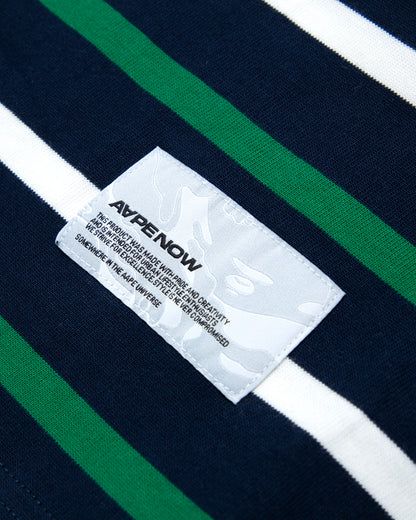 AAPE NOW
THIS PRODUCT WAS MADE WITH PRIDE AND CREATIVITY
AND IS INTENDED FOR URBAN LIFESTYLE ENTHUSIASTS
WE STRIVE FOR EXCELLENCE, STYLE IS NEVER COMPROMISED
SOMEWHERE IN THE AAPE UNIVERSE